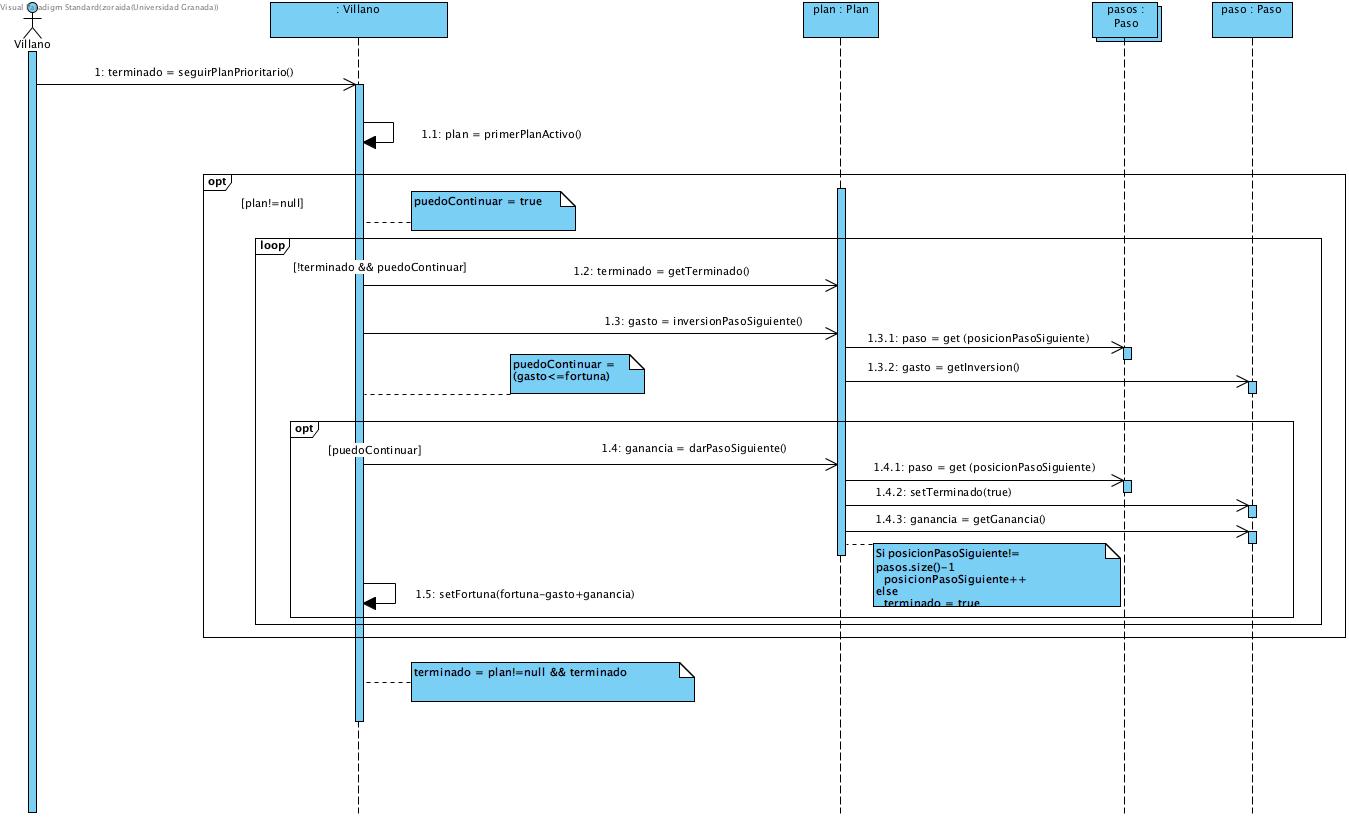 Visual Paradigm Standard(zoraida(Universidad Granada))
Villano
: Villano
plan : Plan
pasos :
Paso
paso : Paso
1: terminado = seguirPlanPrioritario()
1.1: plan = primerPlanActivo()
opt
[plan!=null]
puedoContinuar = true
loop
[!terminado && puedoContinuar]
1.2: terminado = getTerminado()
1.3: gasto = inversionPasoSiguiente()
1.3.1: paso = get (posicionPasoSiguiente)
puedoContinuar =
(gasto<=fortuna)
1.3.2: gasto = getInversion()
opt
[puedoContinuar]
1.4: ganancia = darPasoSiguiente()
1.4.1: paso = get (posicionPasoSiguiente)
1.4.2: setTerminado(true)
1.4.3: ganancia = getGanancia()
Si posicionPasoSiguiente!=
pasos.size()-1
posicionPasoSiguiente++
else
terminado = true
1.5: setFortuna(fortuna-gasto+ganancia)
terminado = plan!=null && terminado